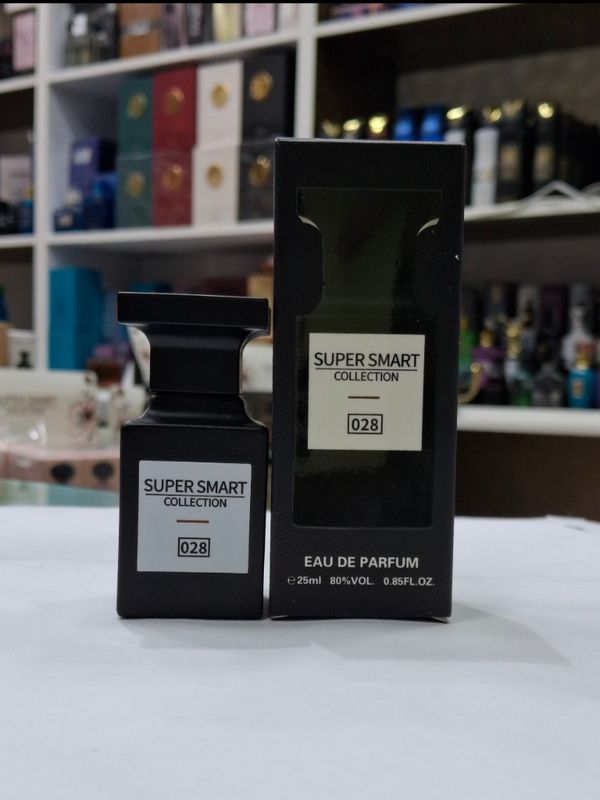 SUPER SMART
COLLECTION
028
SUPER SMART
COLLECTION
028
EAU DE PARFUM
℮25ml 80%VOL. 0.85FL.OZ.